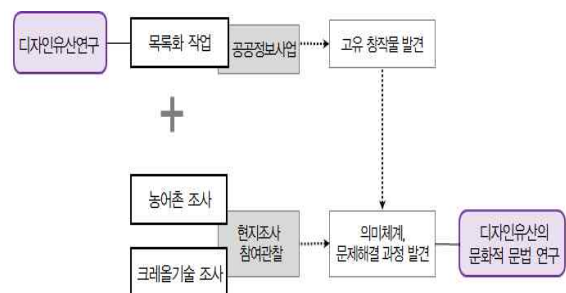 디자인유산연구
목록화 작업
공공정보사업
고유 창작물 발견
농어촌 조사
현지조사
참여관찰
의미체계,
문제해결 과정 발견
디자인유산의
문화적 문법 연구
크레올기술 조사